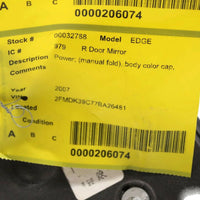 A B C
Condition
0000206074
Stock # 00032788 Model EDGE
IC # 979 R Door Mirror
Description Power, (manual fold), body color cap,
Comments
Year 2007
VIN 2FMDK39C77BA26481
A B C
Condition
0000206074